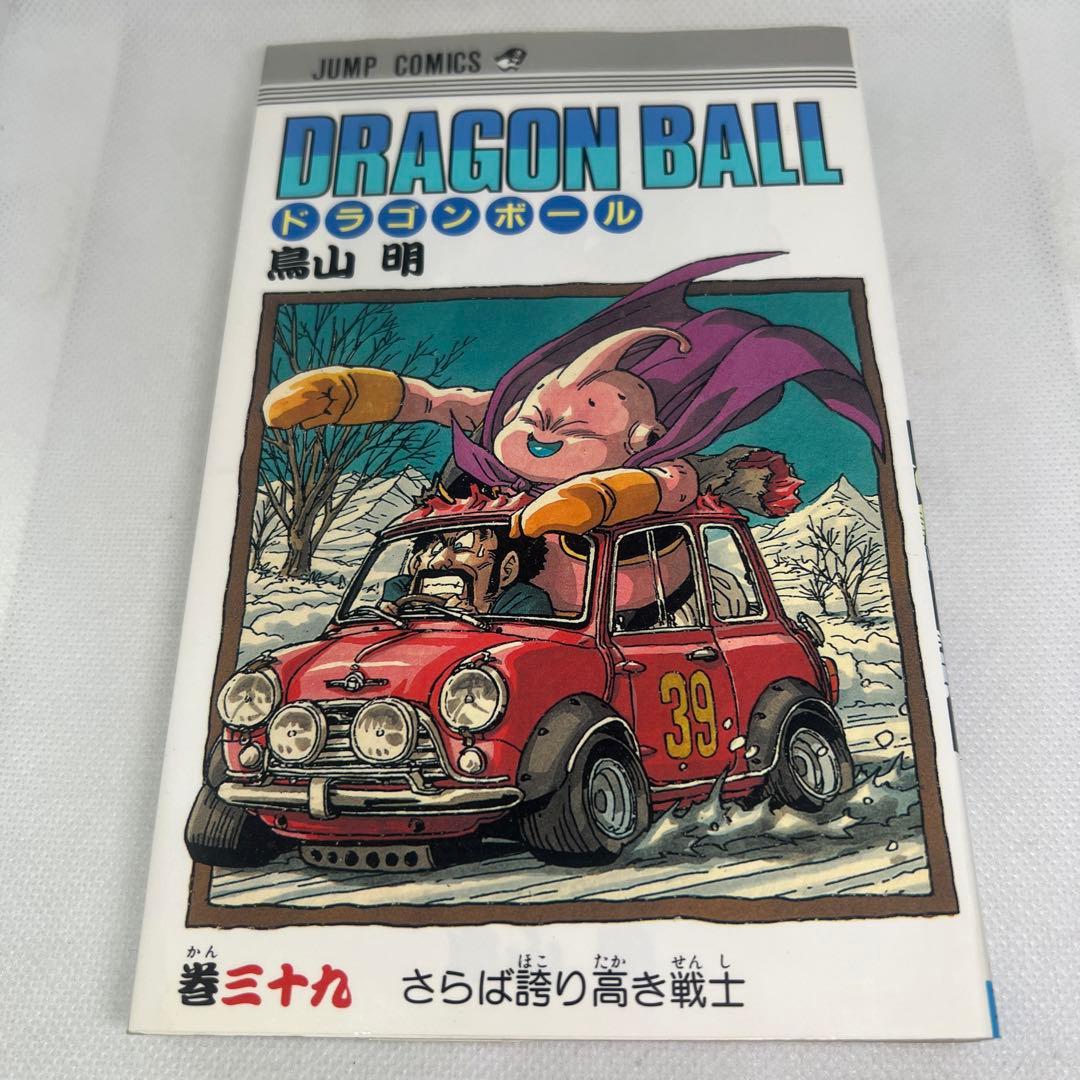 JUMP COMICS
DRAGON BALL
ドラゴンボール
鳥山 明
39
かん
巻三十九
ほこ たか せんし
さらば誇り高き戦士